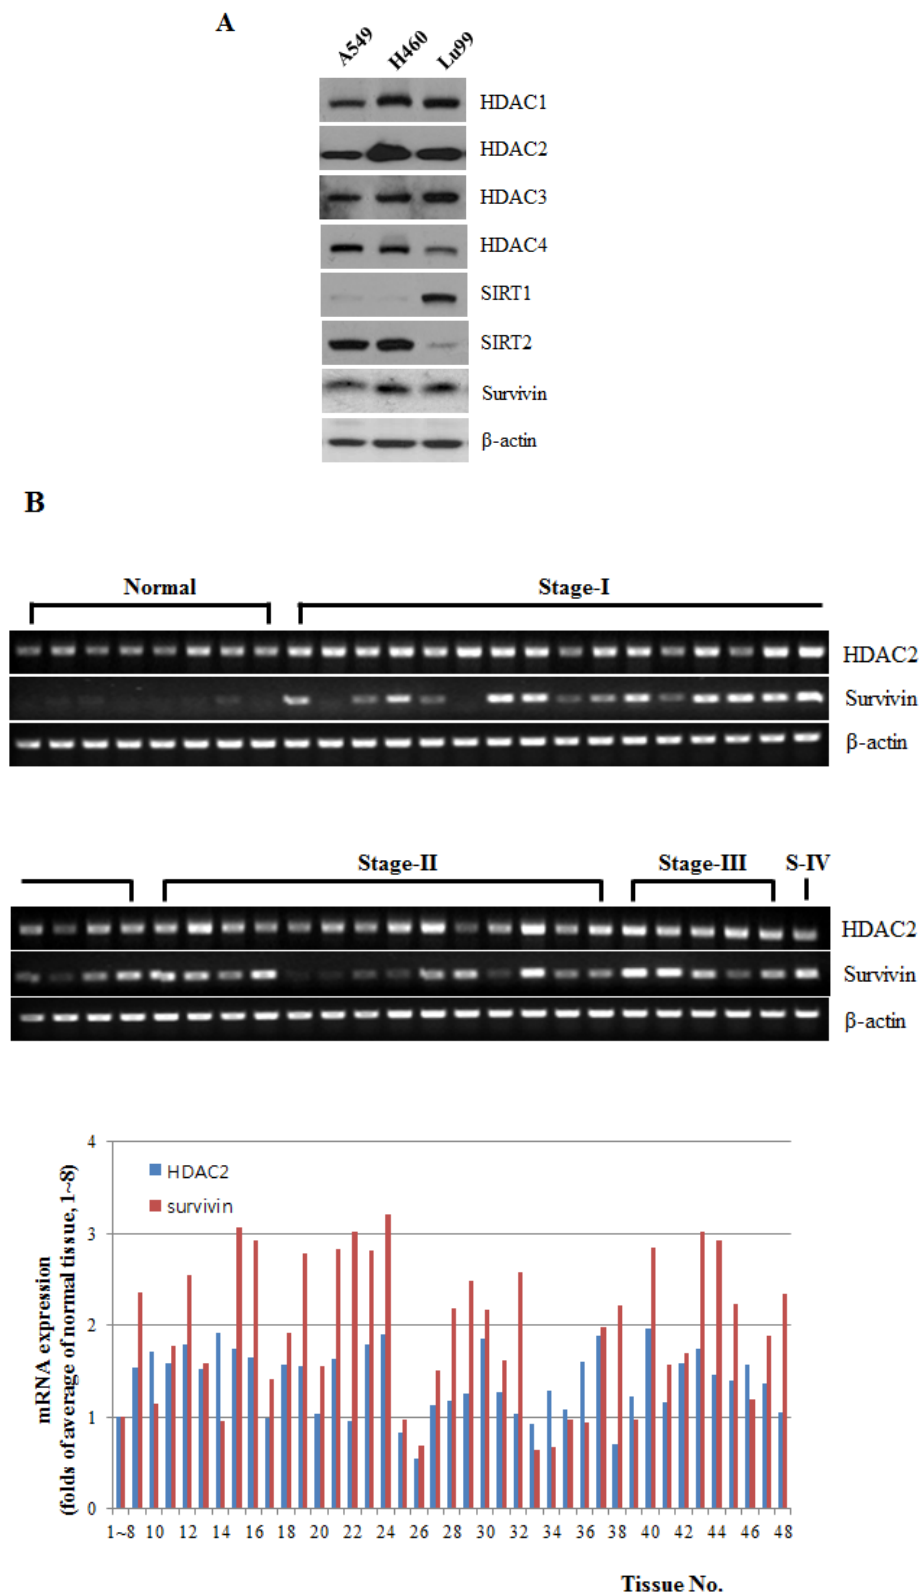 A
A549 H460 Lu99
HDAC1
HDAC2
HDAC3
HDAC4
SIRT1
SIRT2
Survivin
β-actin
B
Normal Stage-I
HDAC2
Survivin
β-actin
Stage-II Stage-III S-IV
HDAC2
Survivin
β-actin
mRNA expression
(folds of average of normal tissue, 1~8)
4
3
2
1
0
HDAC2
survivin
1~8 10 12 14 16 18 20 22 24 26 28 30 32 34 36 38 40 42 44 46 48
Tissue No.